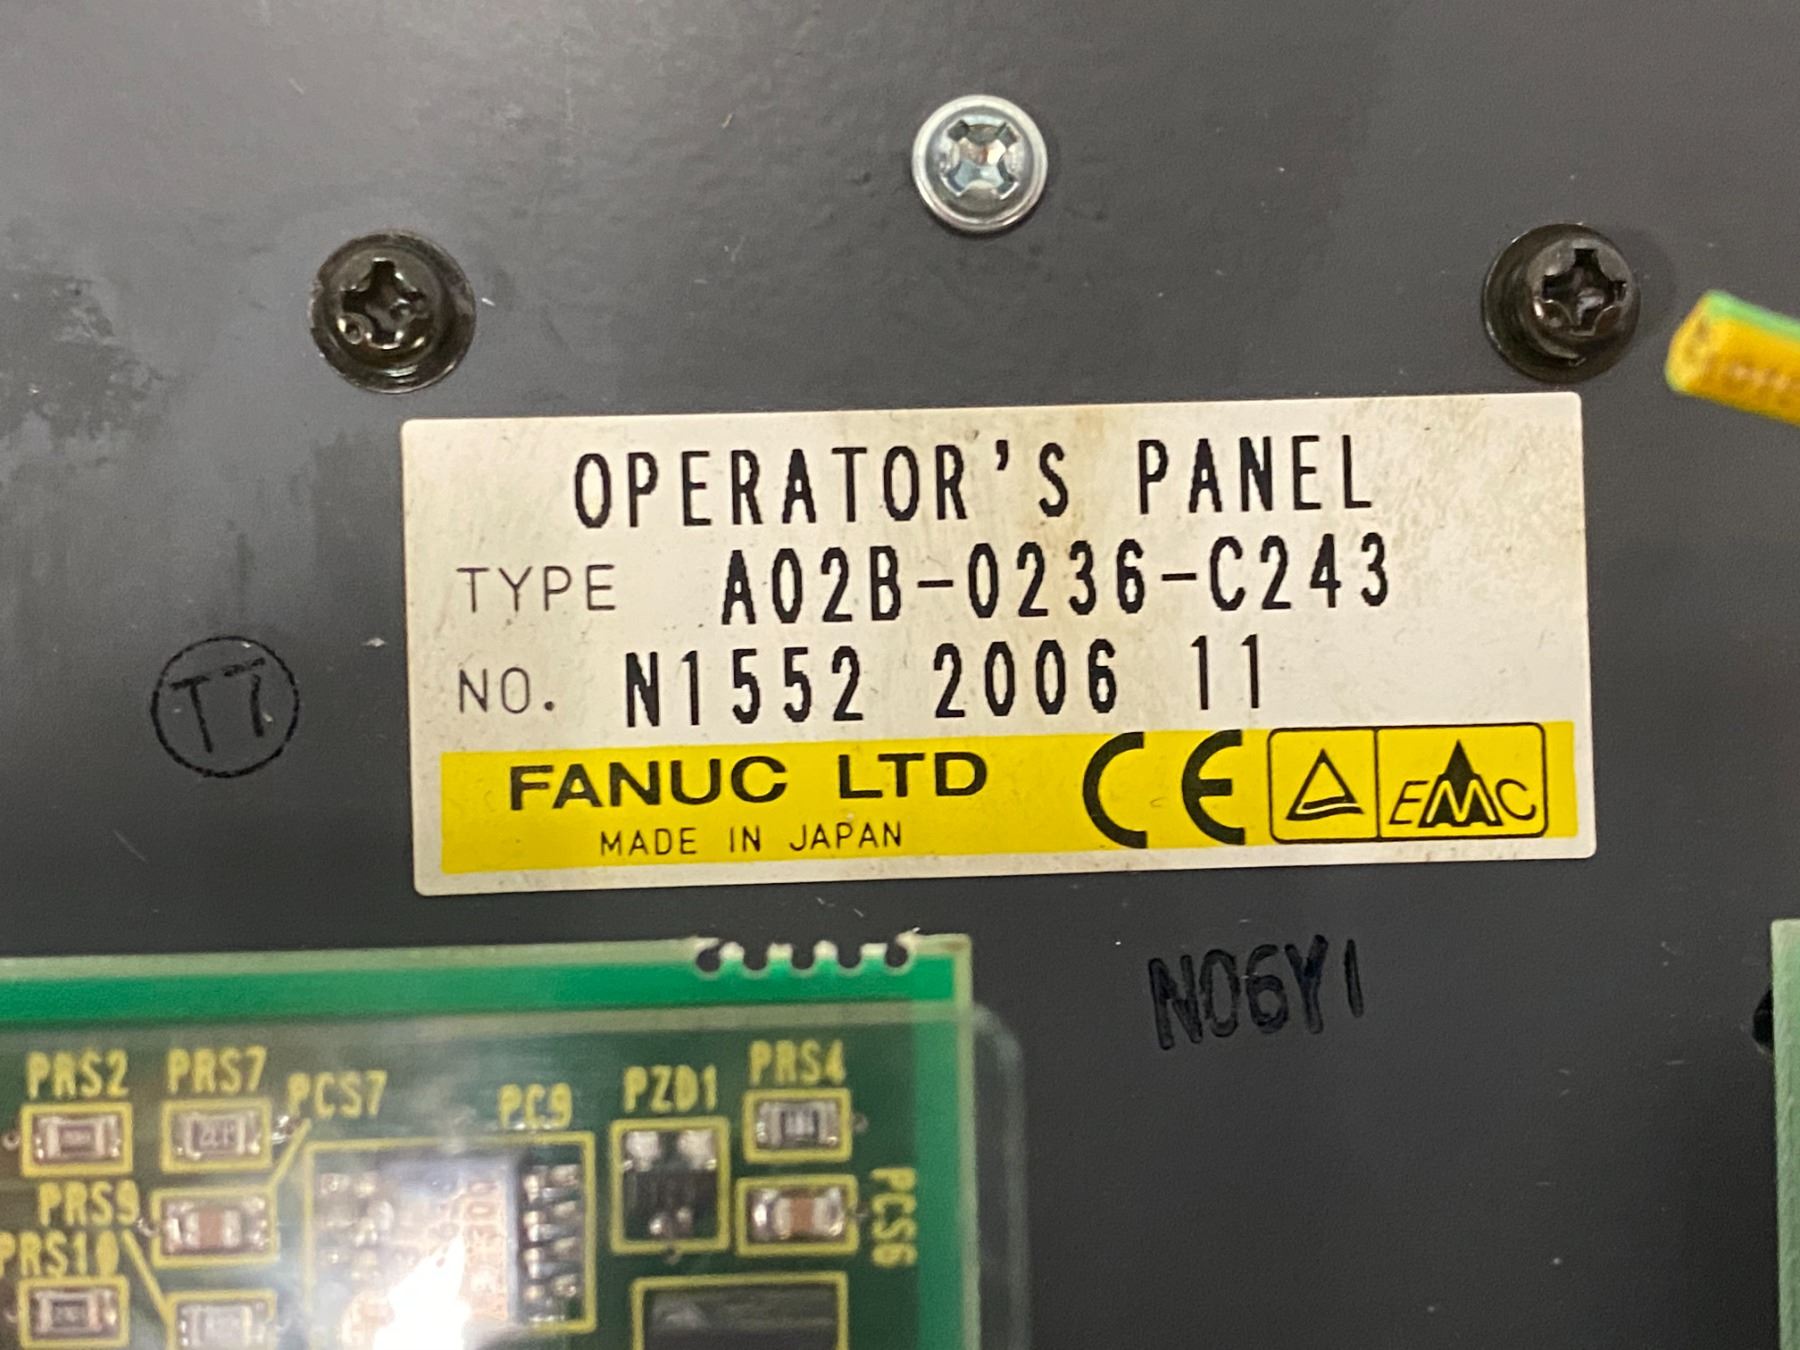 OPERATOR'S PANEL
TYPE A02B-0236-C243
NO. N1552 2006 11
FANUC LTD CE EMC
MADE IN JAPAN
T7
N06Y1
PRS2 PRS7 PCS7 PC9 PZD1 PRS4
PRS9 PCS6
PRS10